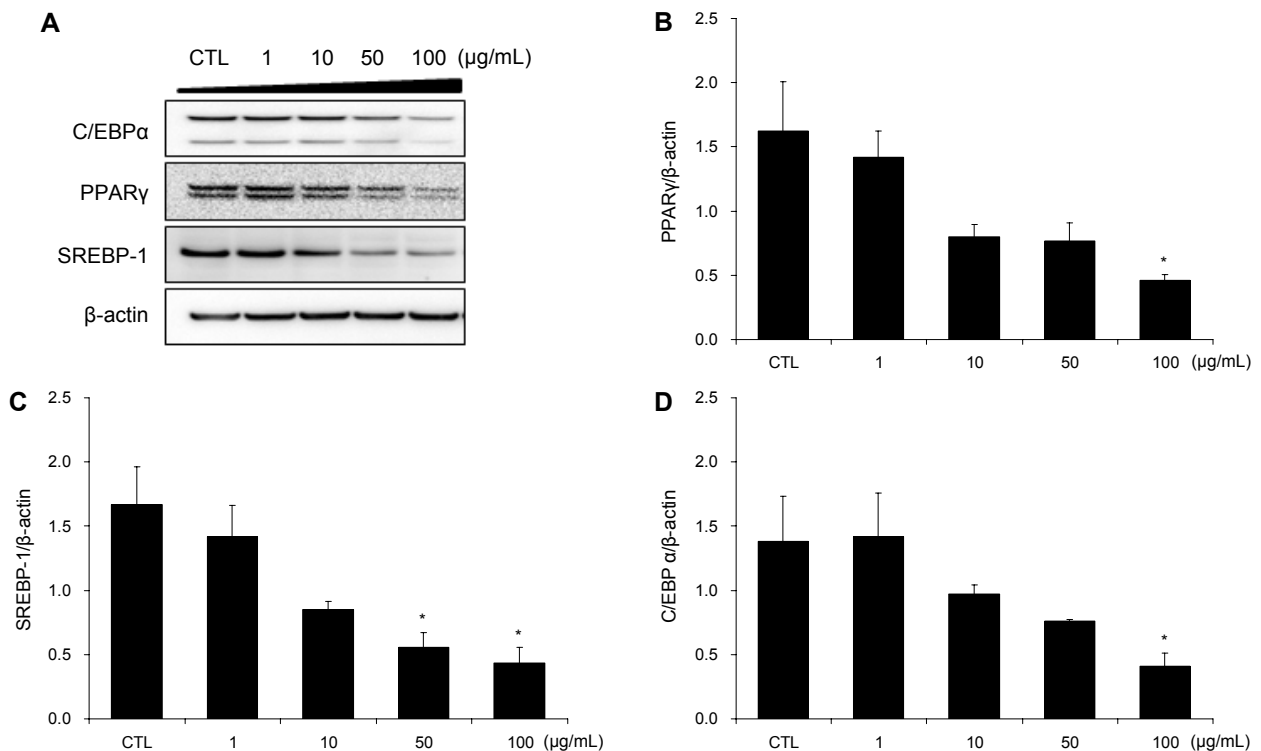 A
CTL 1 10 50 100 (μg/mL)
C/EBPα
PPARγ
SREBP-1
β-actin
B
PPARγ/β-actin
2.5
2.0
1.5
1.0
0.5
0.0
*
CTL 1 10 50 100 (μg/mL)
C
SREBP-1/β-actin
2.5
2.0
1.5
1.0
0.5
0.0
* *
CTL 1 10 50 100 (μg/mL)
D
C/EBP α/β-actin
2.5
2.0
1.5
1.0
0.5
0.0
*
CTL 1 10 50 100 (μg/mL)